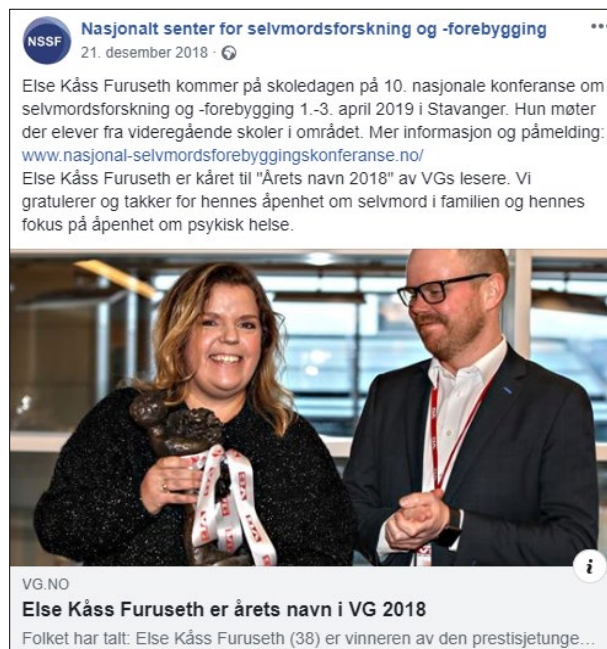 NSSF
Nasjonalt senter for selvmordsforskning og -forebygging
21. desember 2018 ·
Else Kåss Furuseth kommer på skoledagen på 10. nasjonale konferanse om
selvmordsforskning og -forebygging 1.-3. april 2019 i Stavanger. Hun møter
der elever fra videregående skoler i området. Mer informasjon og påmelding:
www.nasjonal-selvmordsforebyggingskonferanse.no/
Else Kåss Furuseth er kåret til "Årets navn 2018" av VGs lesere. Vi
gratulerer og takker for hennes åpenhet om selvmord i familien og hennes
fokus på åpenhet om psykisk helse.
VG.NO
Else Kåss Furuseth er årets navn i VG 2018
Folket har talt: Else Kåss Furuseth (38) er vinneren av den prestisjetunge...